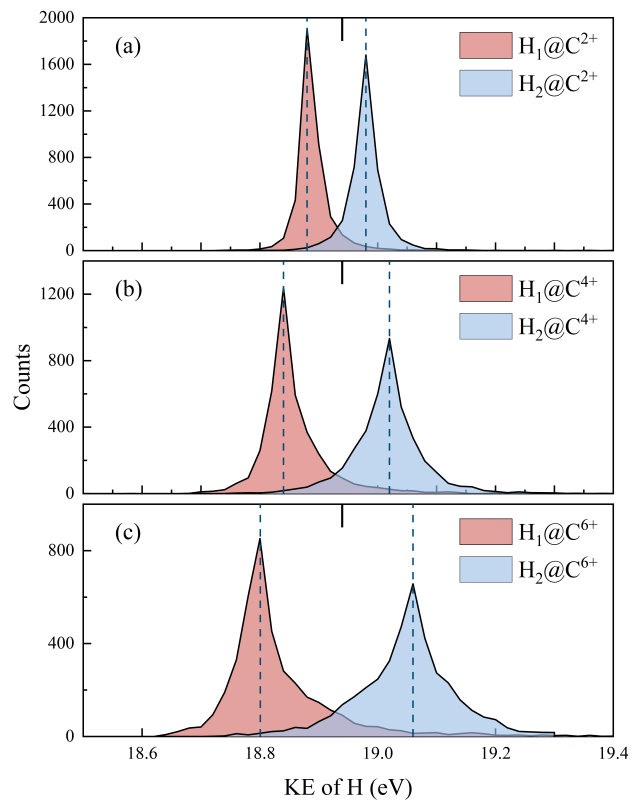 2000
1600
1200
800
400
0
(a)
H₁@C²⁺
H₂@C²⁺
1200
800
400
0
(b)
H₁@C⁴⁺
H₂@C⁴⁺
Counts
800
400
0
(c)
H₁@C⁶⁺
H₂@C⁶⁺
18.6 18.8 19.0 19.2 19.4
KE of H (eV)